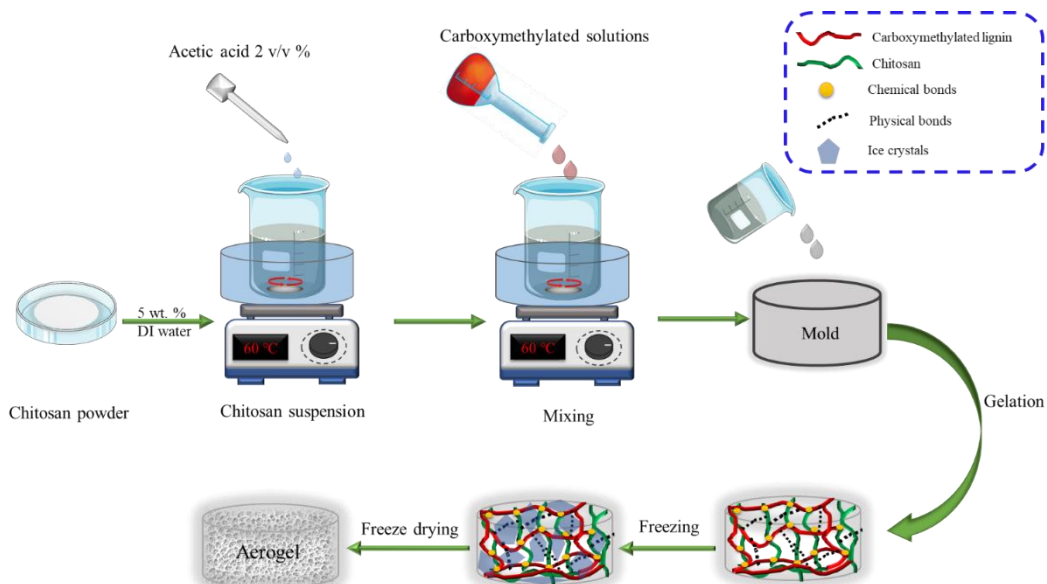 Acetic acid 2 v/v %
Carboxymethylated solutions
Carboxymethylated lignin
Chitosan
Chemical bonds
Physical bonds
Ice crystals
5 wt. %
DI water
60 °C
60 °C
Mold
Chitosan powder
Chitosan suspension
Mixing
Gelation
Freezing
Freeze drying
Aerogel